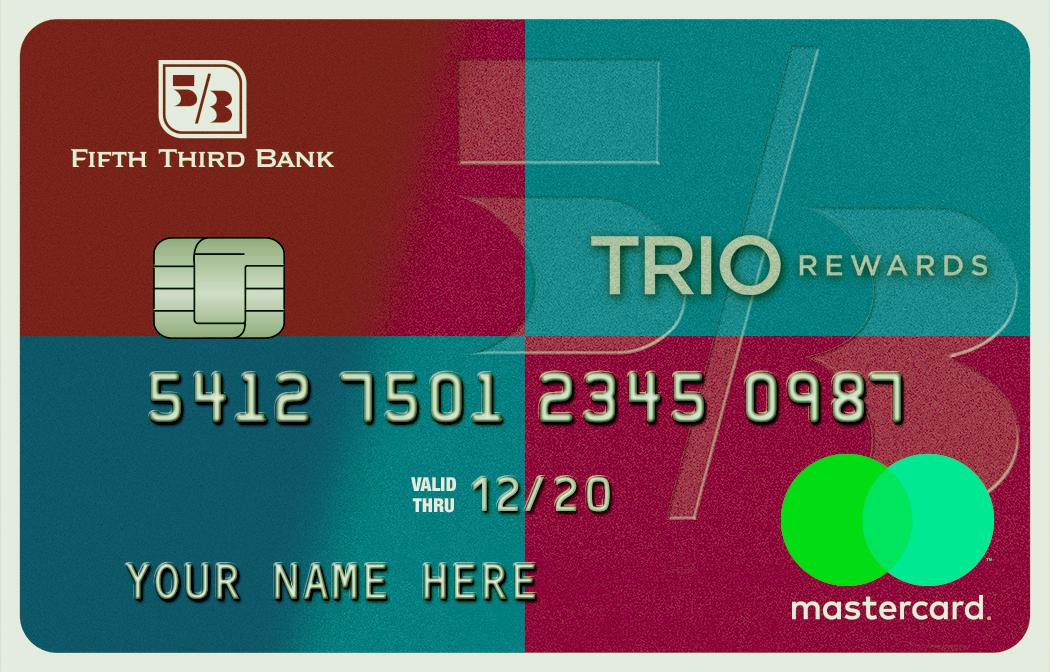 5/3
FIFTH THIRD BANK
TRIO REWARDS
5412 7501 2345 0987
VALID THRU 12/20
YOUR NAME HERE
mastercard.